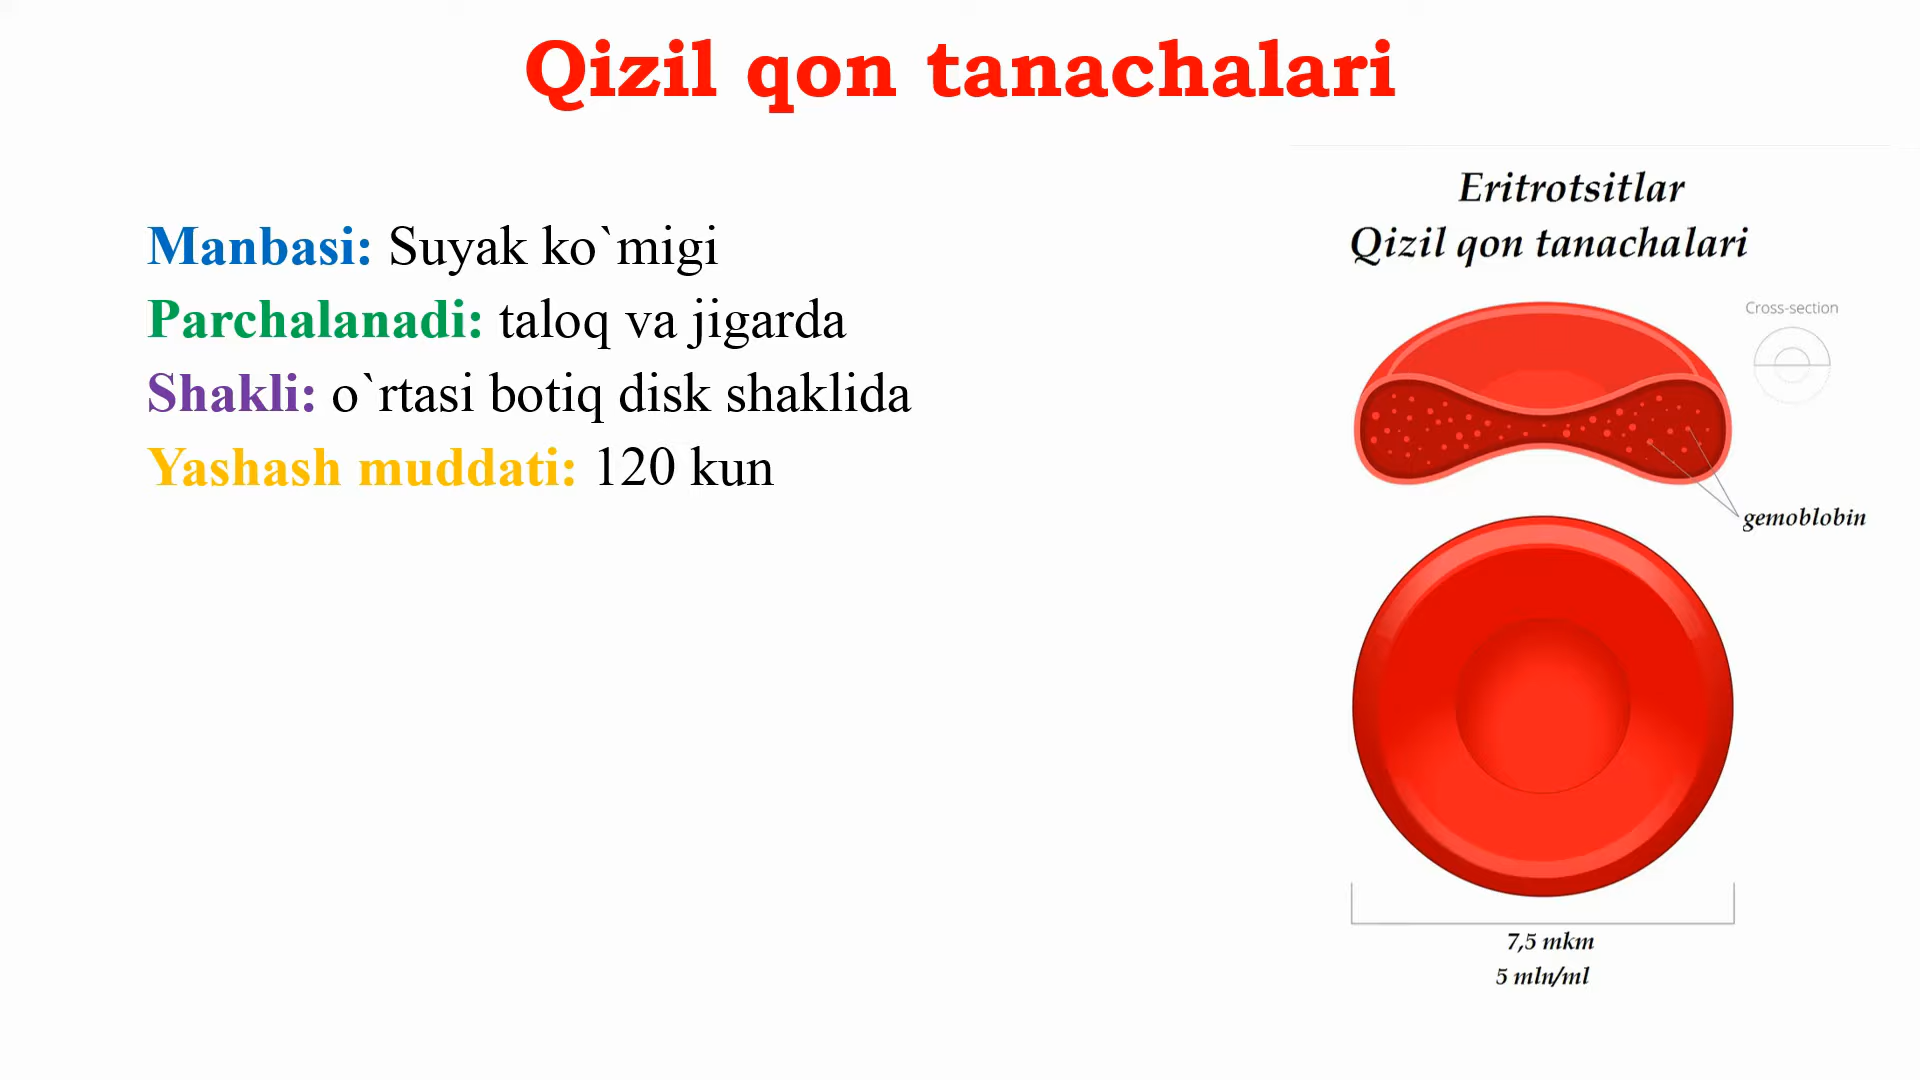 Qizil qon tanachalari
Manbasi: Suyak ko`migi
Parchalanadi: taloq va jigarda
Shakli: o`rtasi botiq disk shaklida
Yashash muddati: 120 kun
Eritrotsitlar
Qizil qon tanachalari
Cross-section
gemoblobin
7,5 mkm
5 mln/ml